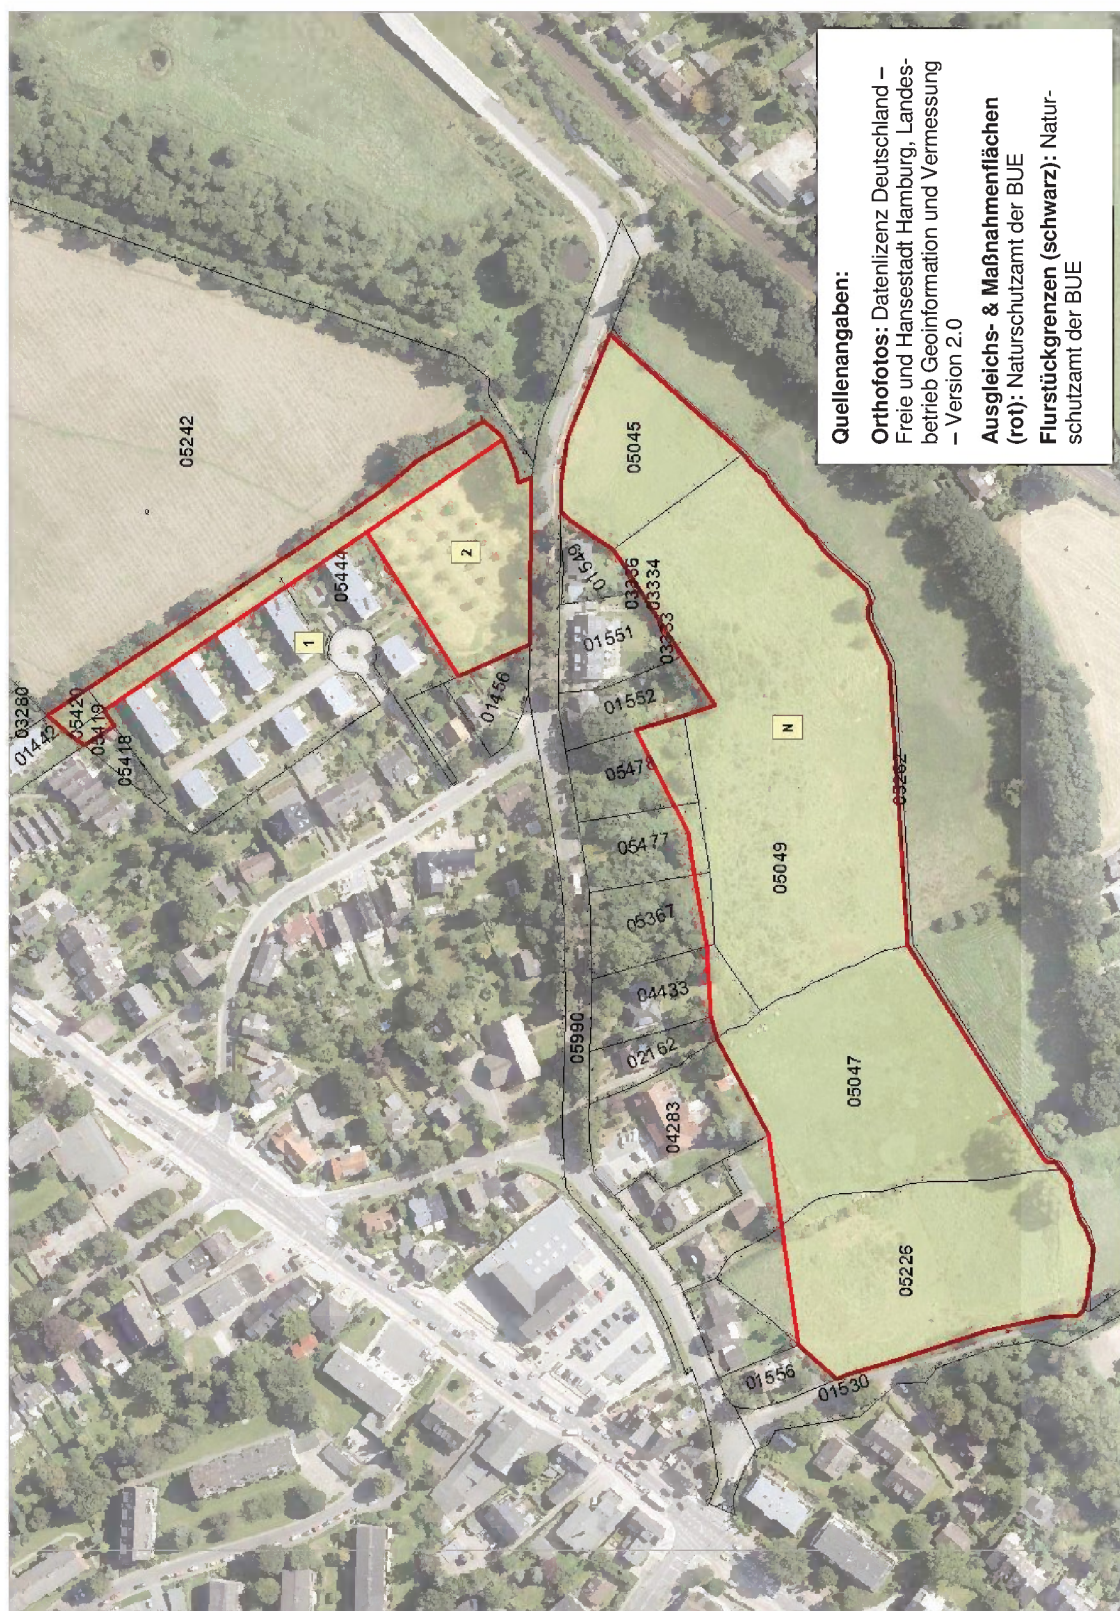 Quellenangaben:
Orthofotos: Datenlizenz Deutschland –
Freie und Hansestadt Hamburg, Landes-
betrieb Geoinformation und Vermessung
– Version 2.0
Ausgleichs- & Maßnahmenflächen
(rot): Naturschutzamt der BUE
Flurstückgrenzen (schwarz): Natur-
schutzamt der BUE
05242
03280
05420
05419
05418
05444
1
2
01456
05045
01549
03336
03334
03333
01551
01552
05478
05477
05367
04433
02162
04283
05990
N
05049
05047
05226
01556
01530